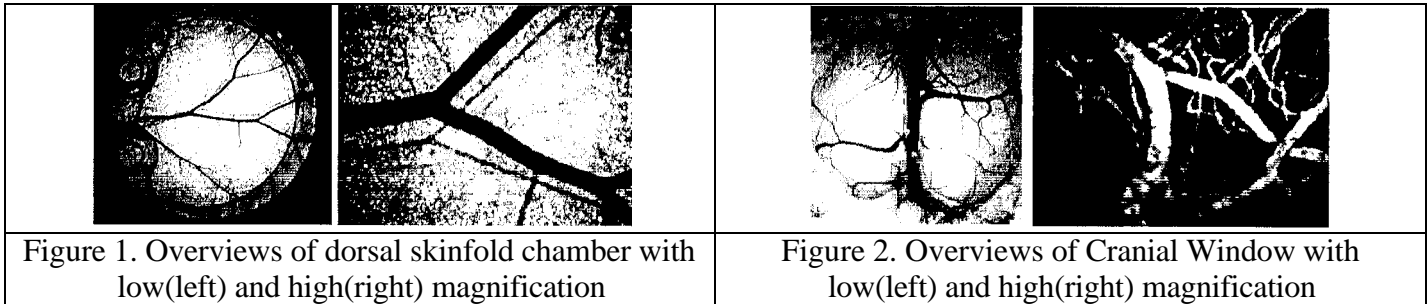 Figure 1. Overviews of dorsal skinfold chamber with
low(left) and high(right) magnification
Figure 2. Overviews of Cranial Window with
low(left) and high(right) magnification